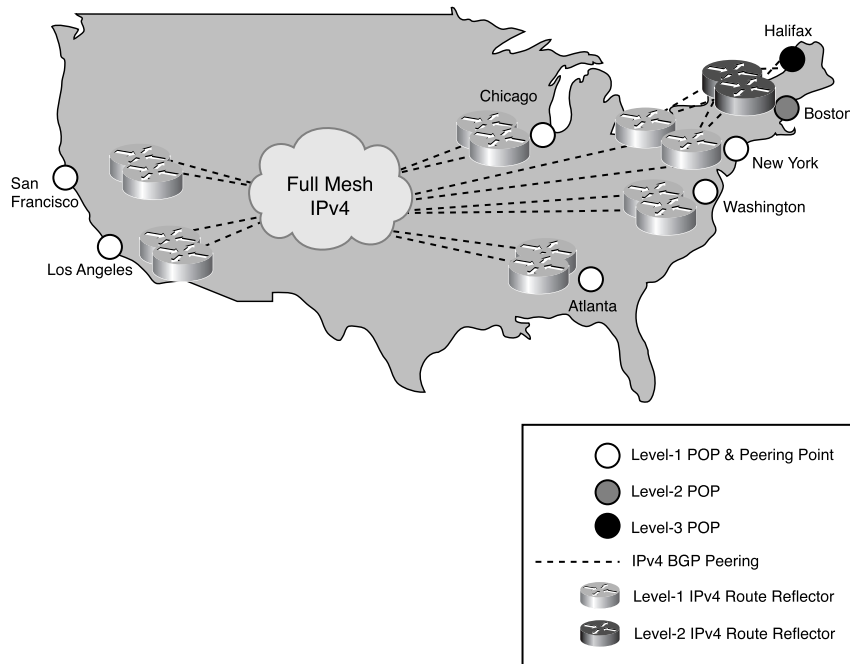 Halifax
Chicago
Boston
New York
San
Francisco
Full Mesh
IPv4
Washington
Los Angeles
Atlanta
Level-1 POP & Peering Point
Level-2 POP
Level-3 POP
IPv4 BGP Peering
Level-1 IPv4 Route Reflector
Level-2 IPv4 Route Reflector